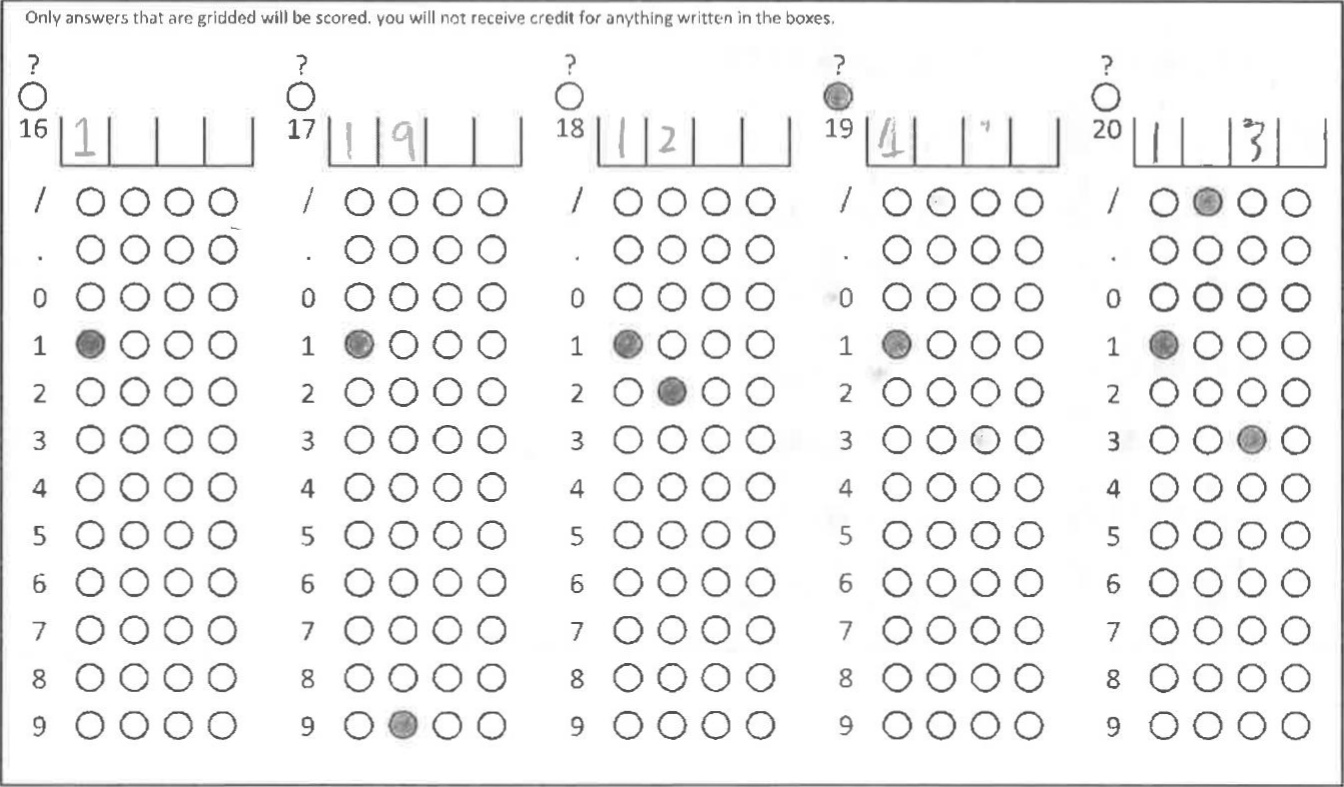 Only answers that are gridded will be scored. you will not receive credit for anything written in the boxes.
? ? ? ? ?
16 1 17 1 9 18 1 2 19 1 20 1 3
/ / / / /
. . . . .
0 0 0 0 0
1 1 1 1 1
2 2 2 2 2
3 3 3 3 3
4 4 4 4 4
5 5 5 5 5
6 6 6 6 6
7 7 7 7 7
8 8 8 8 8
9 9 9 9 9